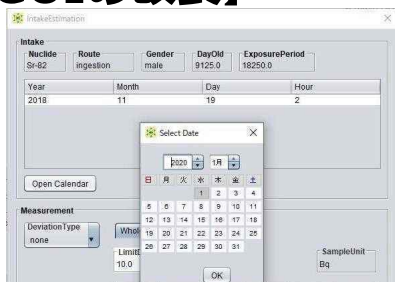 IntakeEstimation
Intake
Nuclide Route Gender DayOld ExposurePeriod
Sr-82 ingestion male 9125.0 18250.0
Year Month Day Hour
2018 11 19 2
Select Date
2020 1月
日 月 火 水 木 金 土
1 2 3 4
5 6 7 8 9 10 11
12 13 14 15 16 17 18
19 20 21 22 23 24 25
26 27 28 29 30 31
OK
Open Calendar
Measurement
DeviationType
none
10.0
SampleUnit
Bq